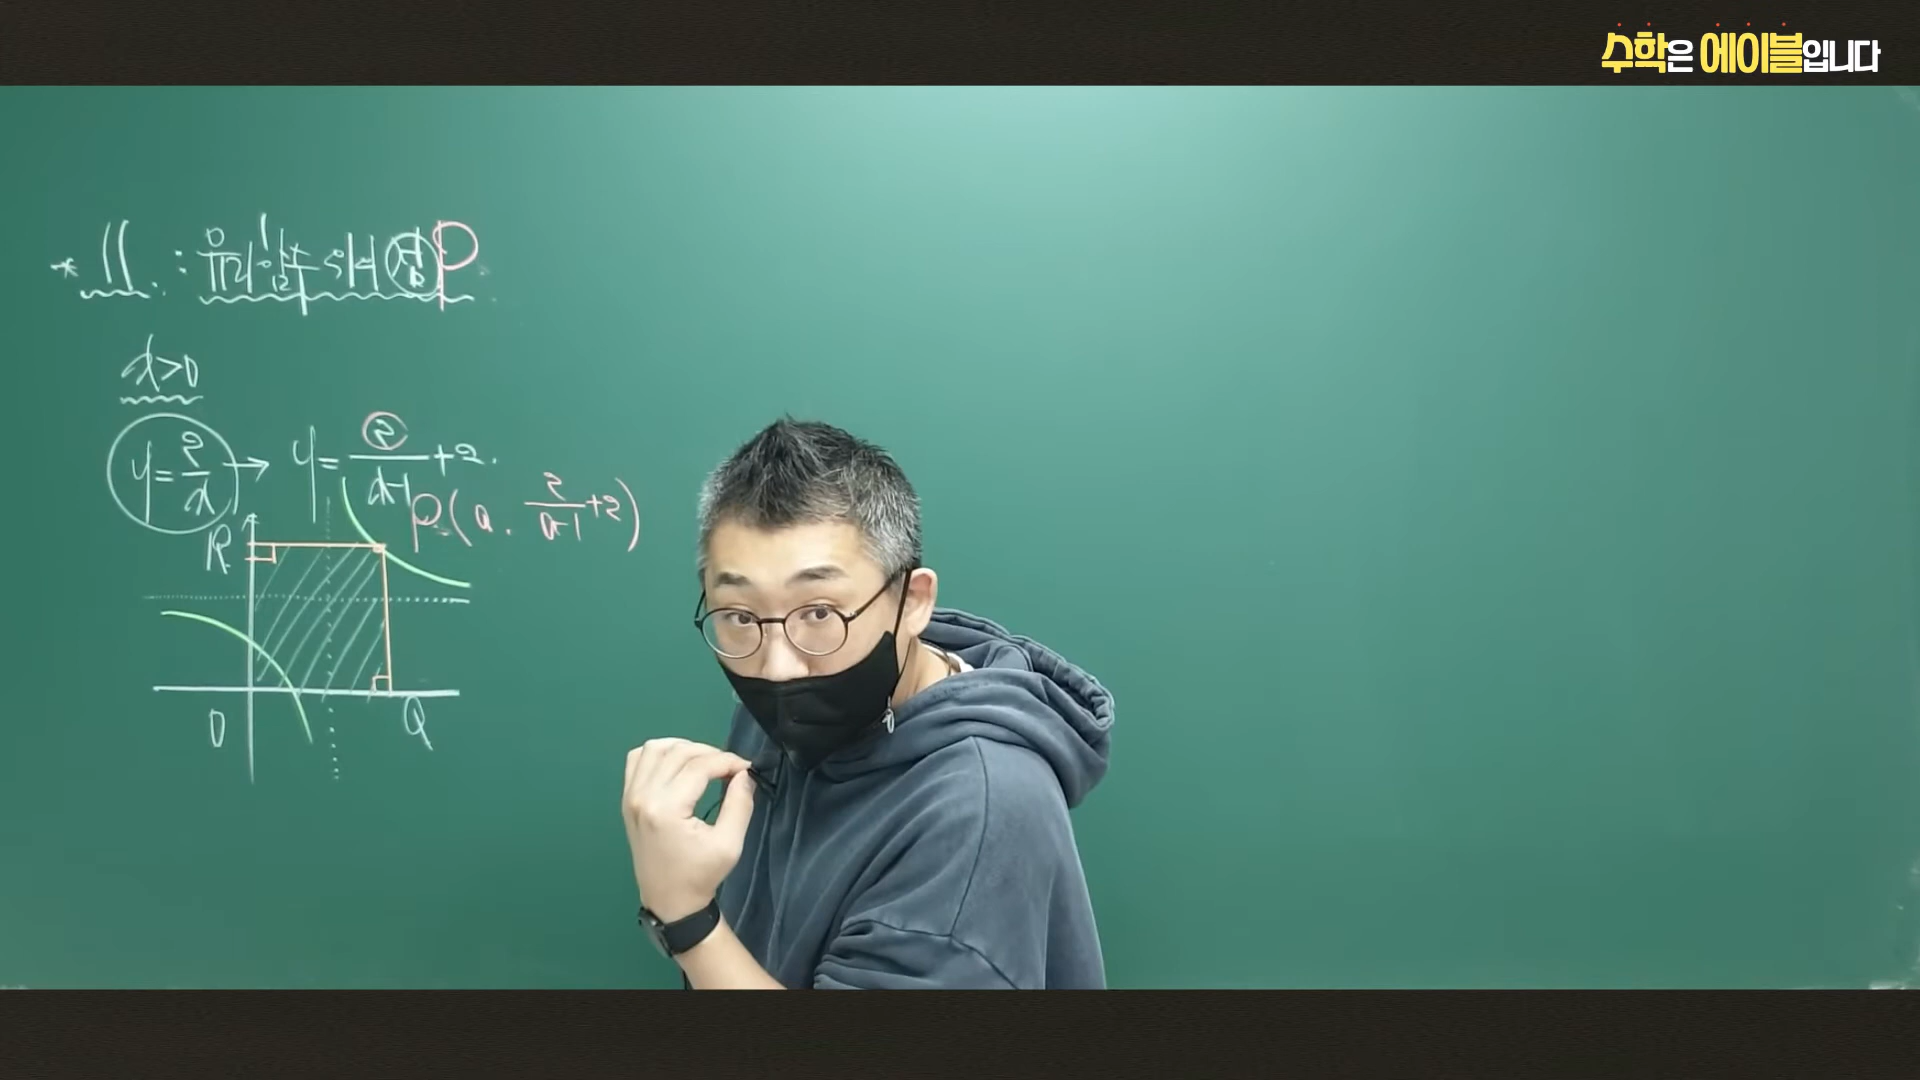 수학은 에이블입니다
* 11. : 유리함수 위의 점 P
x>0
y=2/x → y=2/(x-1)+2.
P(a, 2/(a-1)+2)
R
O
Q